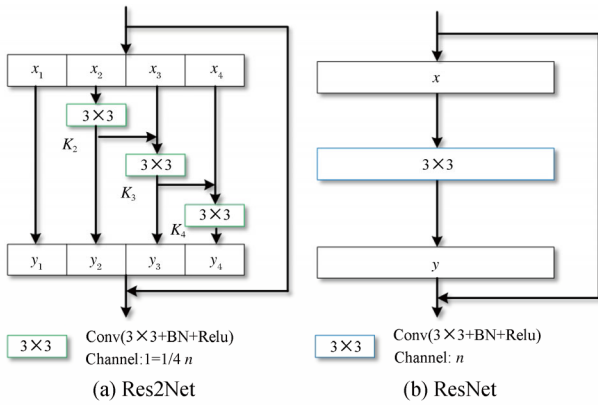 x1 x2 x3 x4
3×3
K2
3×3
K3
3×3
K4
y1 y2 y3 y4
3×3 Conv(3×3+BN+Relu)
Channel:1=1/4 n
(a) Res2Net
x
3×3
y
3×3 Conv(3×3+BN+Relu)
Channel: n
(b) ResNet